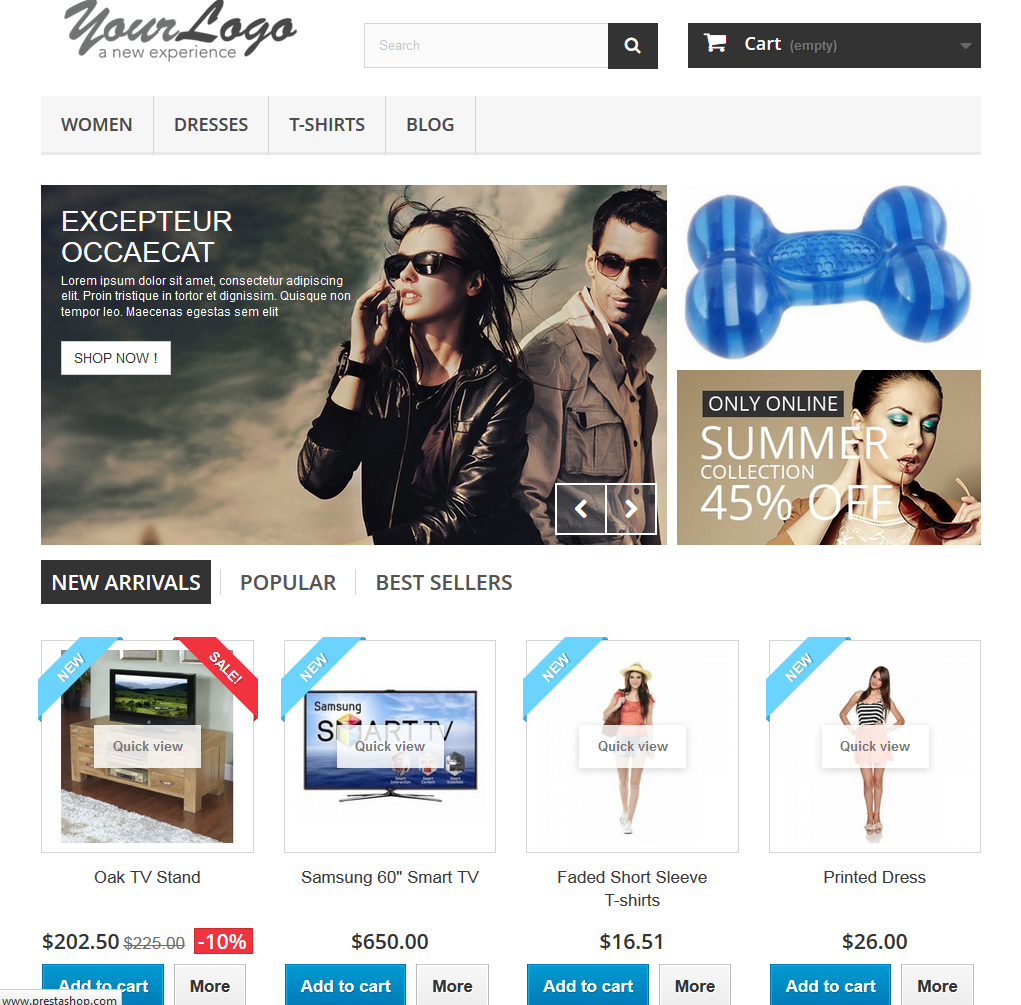 YourLogo
a new experience
Search
Cart (empty)
WOMEN DRESSES T-SHIRTS BLOG
EXCEPTEUR
OCCAECAT
Lorem ipsum dolor sit amet, consectetur adipiscing
elit. Proin tristique in tortor et dignissim. Quisque non
tempor leo. Maecenas egestas sem elit
SHOP NOW !
ONLY ONLINE
SUMMER
COLLECTION
45% OFF
NEW ARRIVALS POPULAR BEST SELLERS
NEW SALE! NEW NEW NEW
Samsung
SMART TV
Quick view Quick view Quick view Quick view
Smart Smart Smart
Oak TV Stand Samsung 60" Smart TV Faded Short Sleeve Printed Dress
T-shirts
$202.50 $225.00 -10% $650.00 $16.51 $26.00
Add to cart More Add to cart More Add to cart More Add to cart More
www.prestashop.com